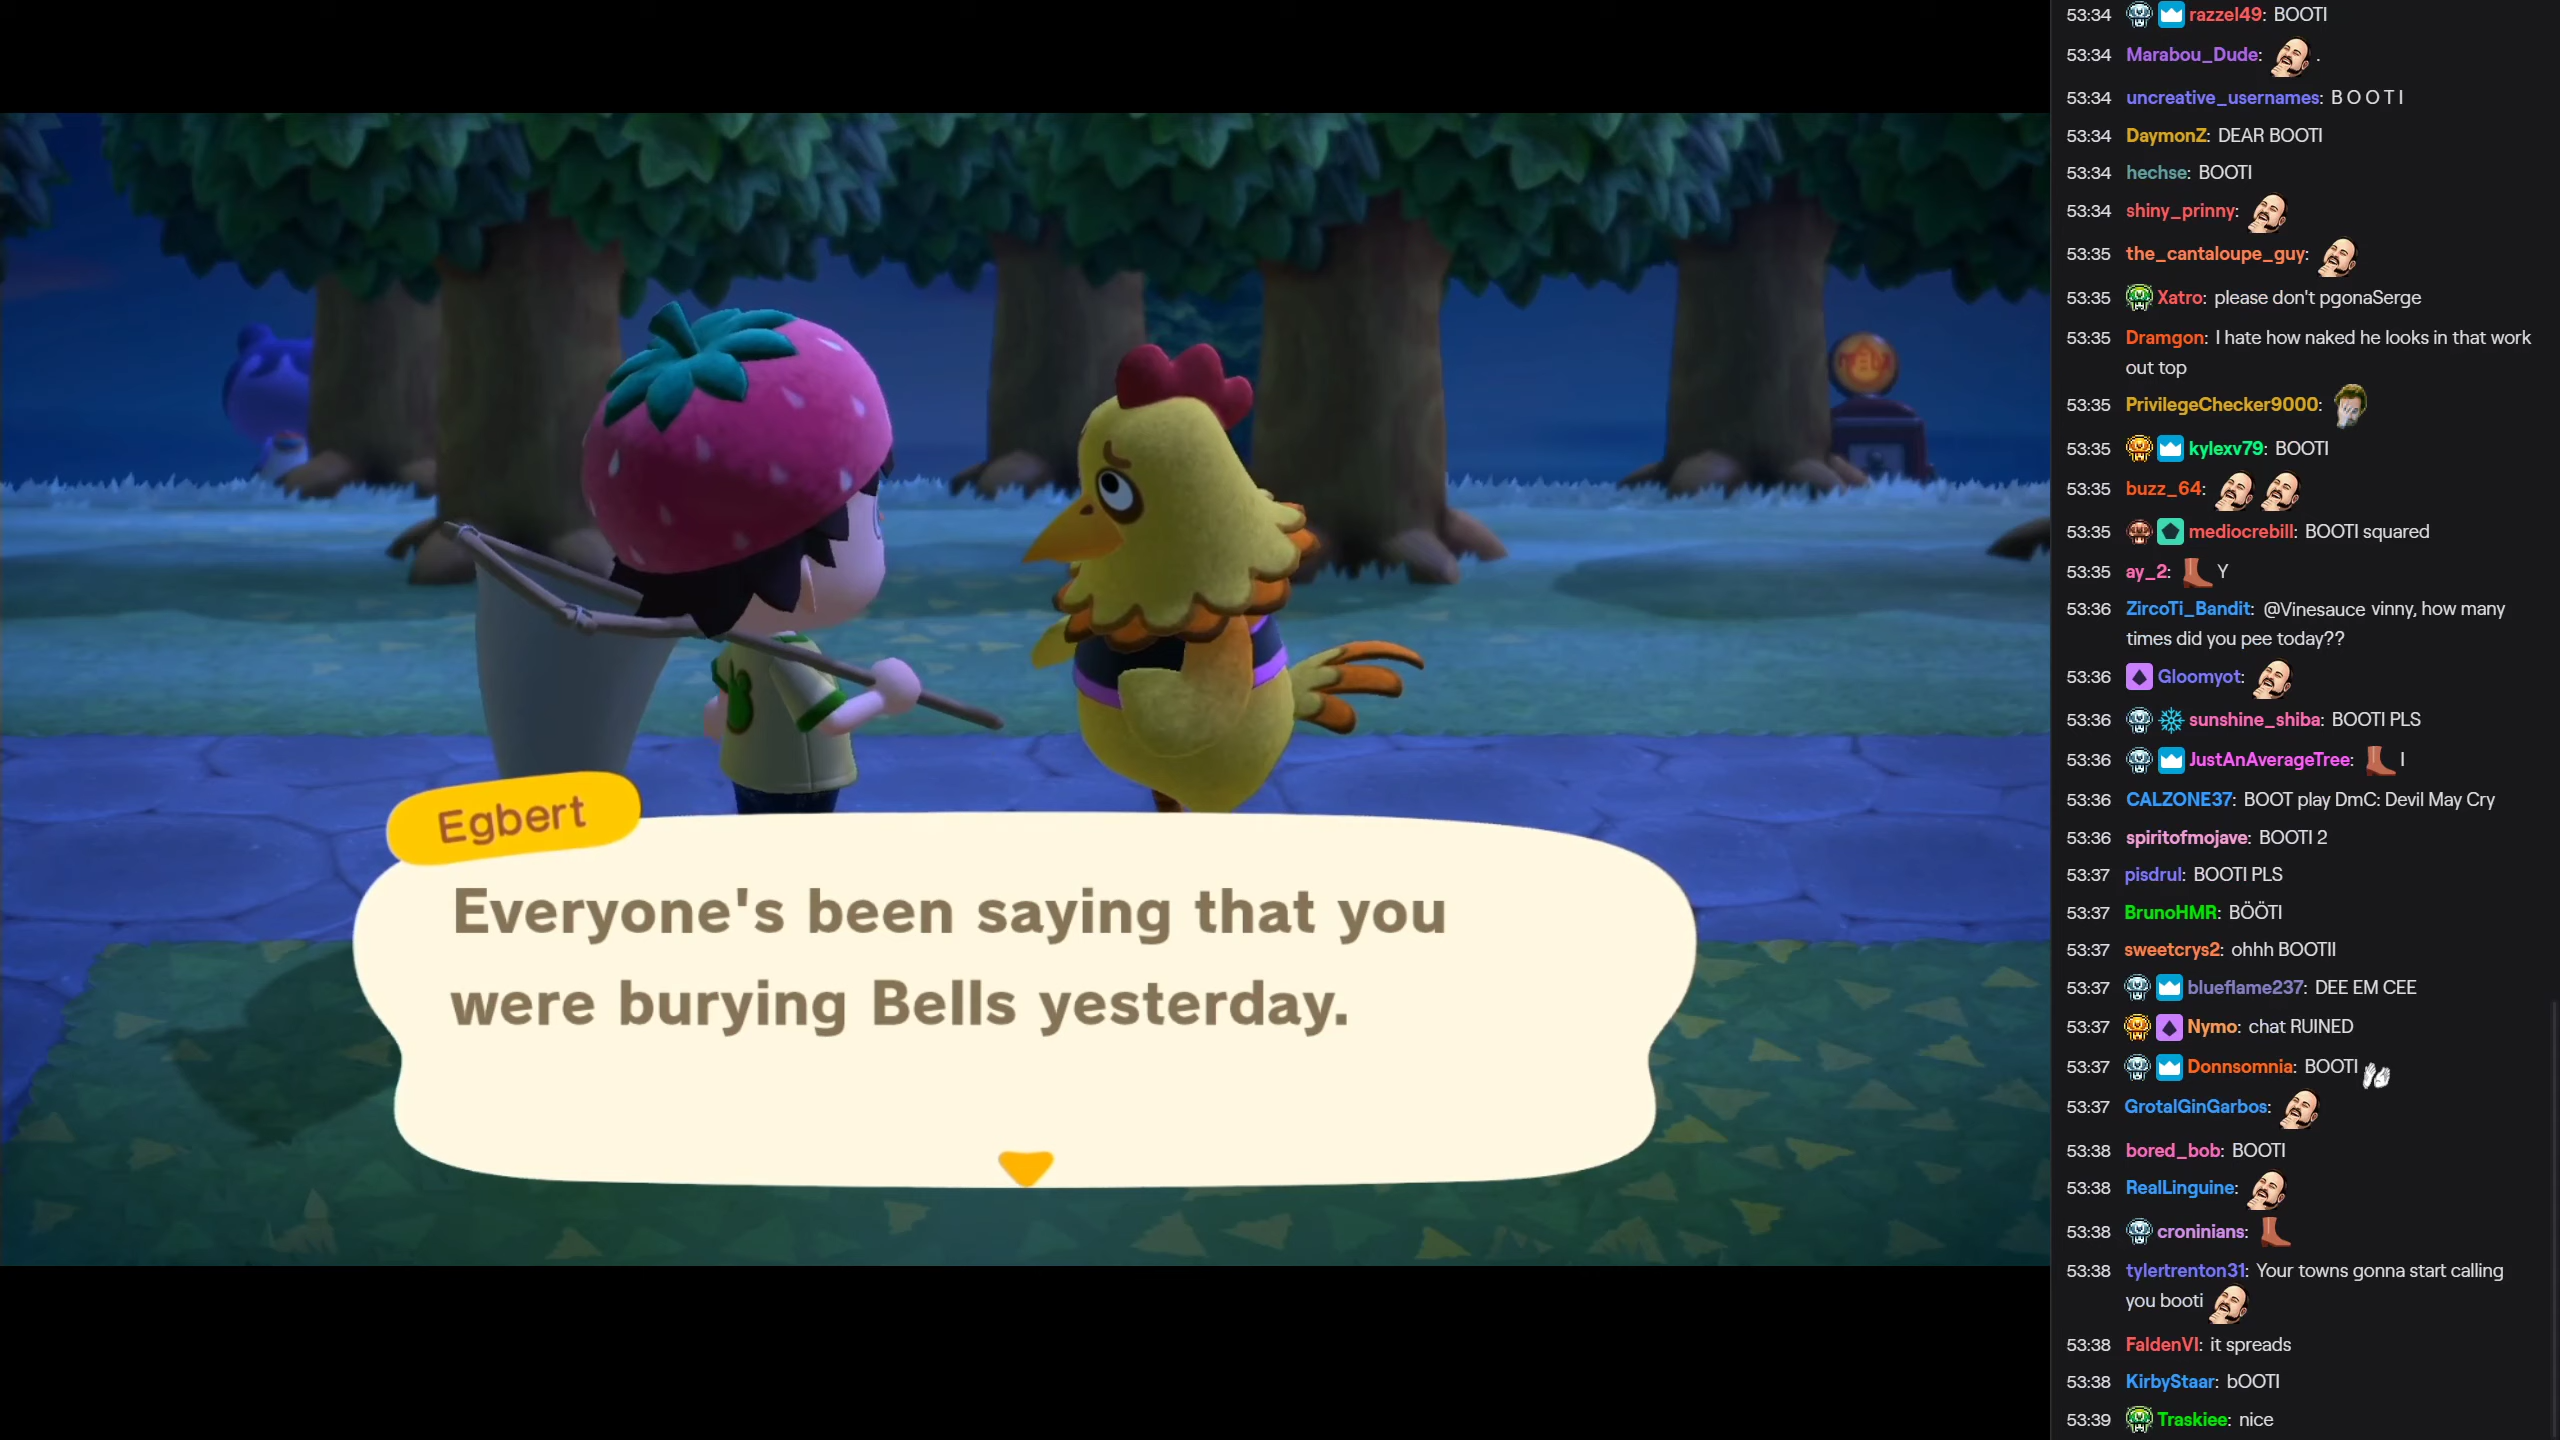 Egbert
Everyone's been saying that you
were burying Bells yesterday.
53:34 razzel49: BOOTI
53:34 Marabou_Dude: .
53:34 uncreative_usernames: B O O T I
53:34 DaymonZ: DEAR BOOTI
53:34 hechse: BOOTI
53:34 shiny_prinny:
53:35 the_cantaloupe_guy:
53:35 Xatro: please don't pgonaSerge
53:35 Dramgon: I hate how naked he looks in that work
out top
53:35 PrivilegeChecker9000:
53:35 kylexv79: BOOTI
53:35 buzz_64:
53:35 mediocrebill: BOOTI squared
53:35 ay_2: Y
53:36 ZircoTi_Bandit: @Vinesauce vinny, how many
times did you pee today??
53:36 Gloomyot:
53:36 sunshine_shiba: BOOTI PLS
53:36 JustAnAverageTree: I
53:36 CALZONE37: BOOT play DmC: Devil May Cry
53:36 spiritofmojave: BOOTI 2
53:37 pisdrul: BOOTI PLS
53:37 BrunoHMR: BÖÖTI
53:37 sweetcrys2: ohhh BOOTII
53:37 blueflame237: DEE EM CEE
53:37 Nymo: chat RUINED
53:37 Donnsomnia: BOOTI
53:37 GrotalGinGarbos:
53:38 bored_bob: BOOTI
53:38 RealLinguine:
53:38 croninians:
53:38 tylertrenton31: Your towns gonna start calling
you booti
53:38 FaldenVI: it spreads
53:38 KirbyStaar: bOOTI
53:39 Traskiee: nice